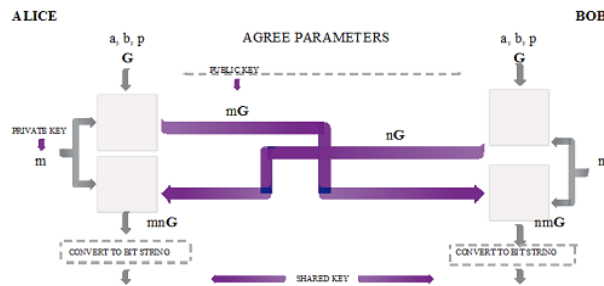 ALICE
BOB
a, b, p
AGREE PARAMETERS
a, b, p
G
G
PUBLIC KEY
mG
nG
PRIVATE KEY
m
n
mnG
nmG
CONVERT TO BIT STRING
CONVERT TO BIT STRING
SHARED KEY